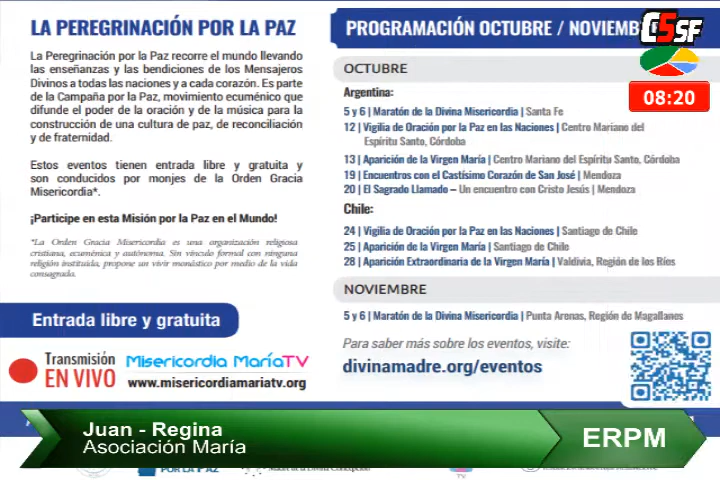 LA PEREGRINACIÓN POR LA PAZ
La Peregrinación por la Paz recorre el mundo llevando
las enseñanzas y las bendiciones de los Mensajeros
Divinos a todas las naciones y a cada corazón. Es parte
de la Campaña por la Paz, movimiento ecuménico que
difunde el poder de la oración y de la música para la
construcción de una cultura de paz, de reconciliación
y de fraternidad.
Estos eventos tienen entrada libre y gratuita y
son conducidos por monjes de la Orden Gracia
Misericordia*.
¡Participe en esta Misión por la Paz en el Mundo!
*La Orden Gracia Misericordia es una organización religiosa
cristiana, ecuménica y autónoma. Sin vínculo formal con ninguna
religión instituida, propone un vivir monástico por medio de la vida
consagrada.
Entrada libre y gratuita
Transmisión
EN VIVO
Misericordia MaríaTV
www.misericordiamariatv.org
PROGRAMACIÓN OCTUBRE / NOVIEMBRE
C5SF
08:20
OCTUBRE
Argentina:
5 y 6 | Maratón de la Divina Misericordia | Santa Fe
12 | Vigilia de Oración por la Paz en las Naciones | Centro Mariano del
Espíritu Santo, Córdoba
13 | Aparición de la Virgen María | Centro Mariano del Espíritu Santo, Córdoba
19 | Encuentros con el Castísimo Corazón de San José | Mendoza
20 | El Sagrado Llamado – Un encuentro con Cristo Jesús | Mendoza
Chile:
24 | Vigilia de Oración por la Paz en las Naciones | Santiago de Chile
25 | Aparición de la Virgen María | Santiago de Chile
28 | Aparición Extraordinaria de la Virgen María | Valdivia, Región de los Ríos
NOVIEMBRE
5 y 6 | Maratón de la Divina Misericordia | Punta Arenas, Región de Magallanes
Para saber más sobre los eventos, visite:
divinamadre.org/eventos
Juan - Regina
Asociación María
ERPM
POR LA PAZ